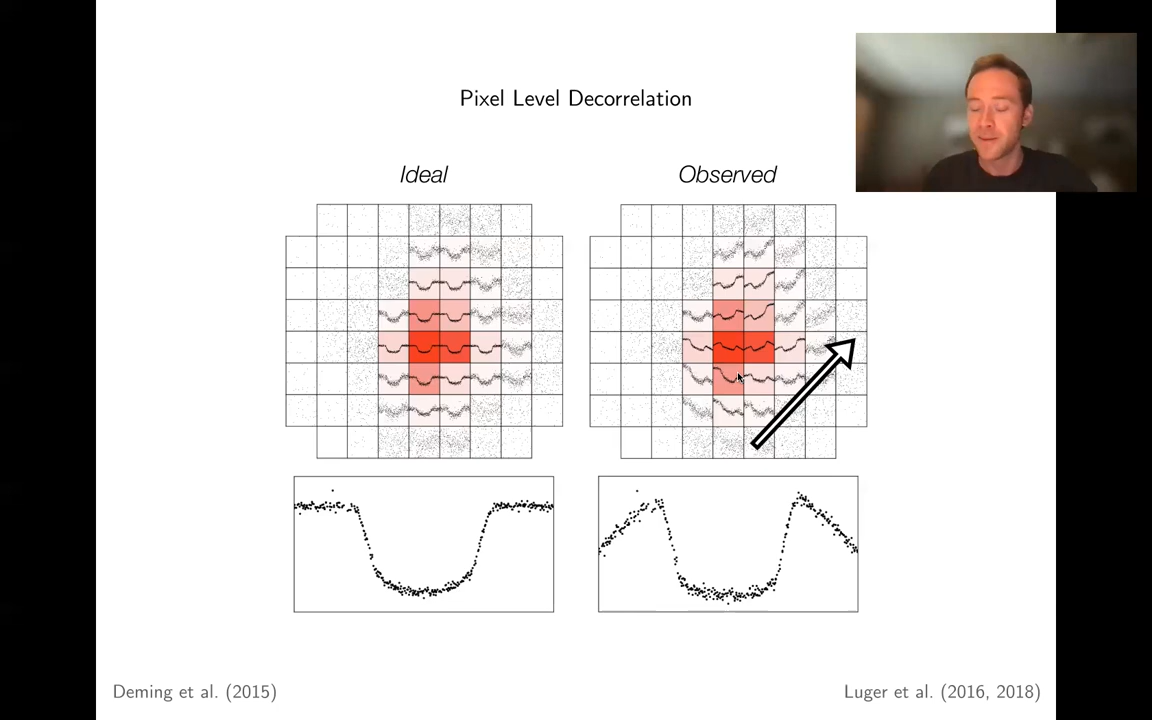 Pixel Level Decorrelation
Ideal
Observed
Deming et al. (2015)
Luger et al. (2016, 2018)